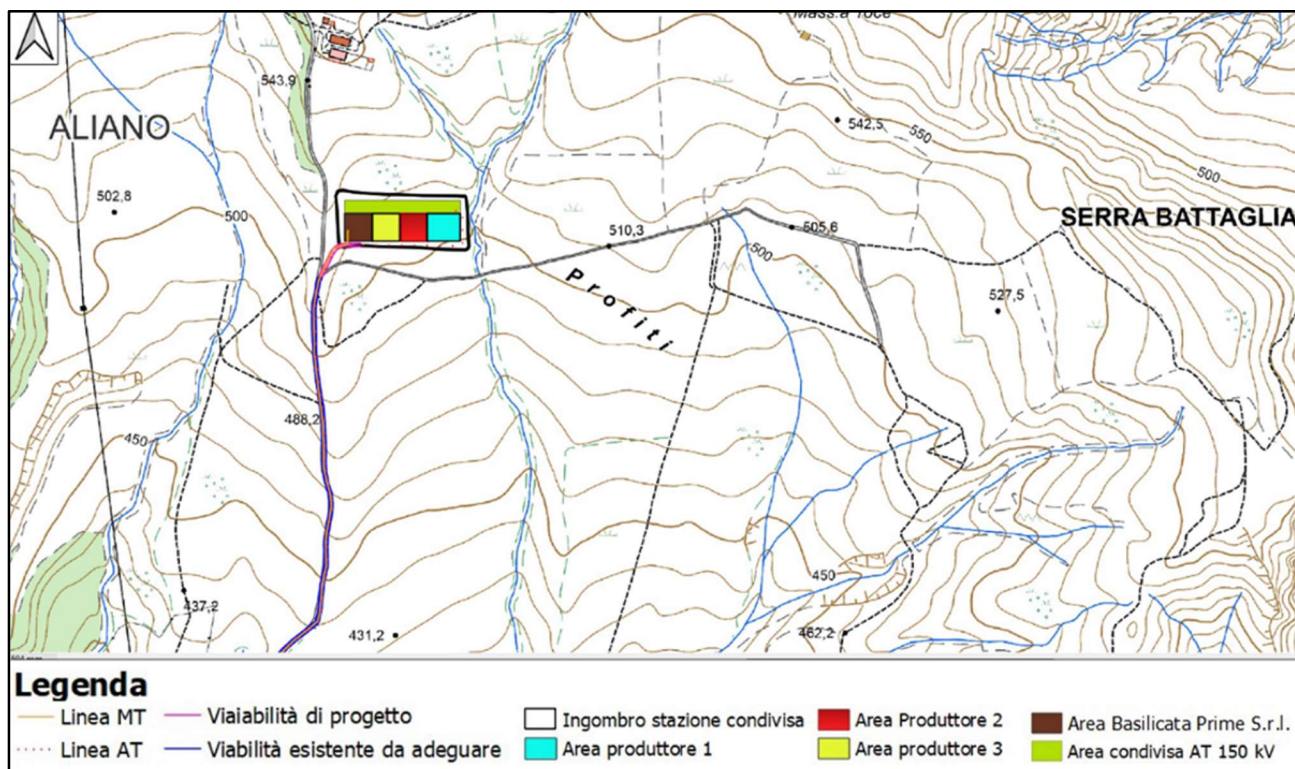 Mass.a Toce
543,9
ALIANO
542,5
550
500
502,8
500
SERRA BATTAGLIA
510,3
505,6
500
Profiti
527,5
488,2
450
450
437,2
431,2
462,2
Legenda
Linea MT
Viaiabilità di progetto
Ingombro stazione condivisa
Area Produttore 2
Area Basilicata Prime S.r.l.
Linea AT
Viabilità esistente da adeguare
Area produttore 1
Area produttore 3
Area condivisa AT 150 kV